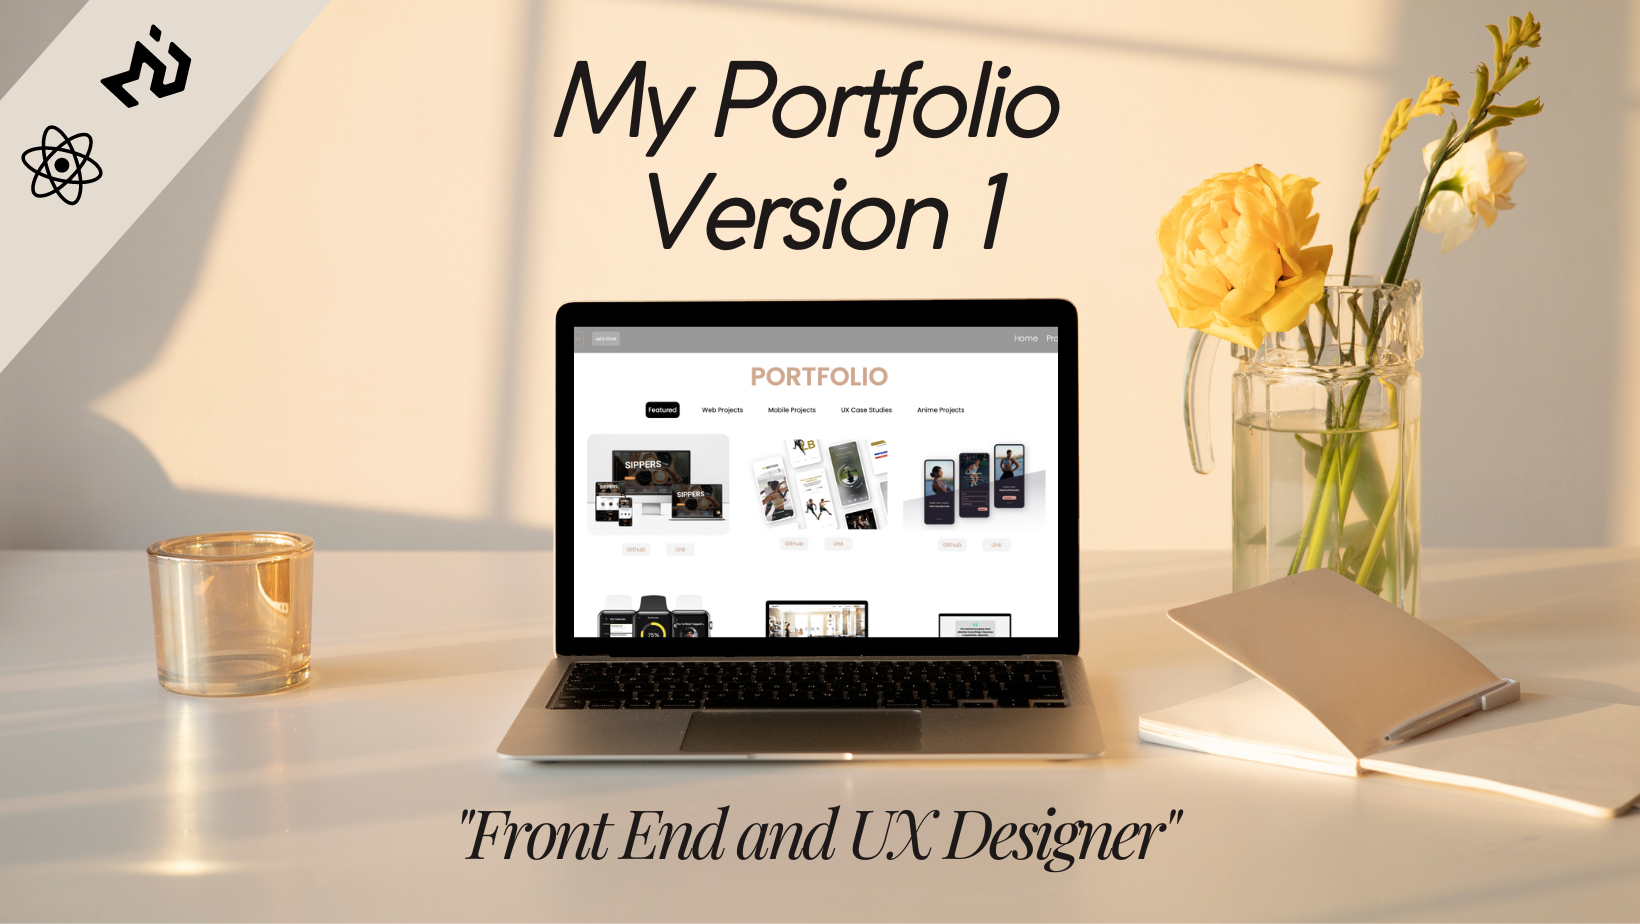 My Portfolio
Version 1
Let's Chat
Home Pro
PORTFOLIO
Featured Web Projects Mobile Projects UX Case Studies Anime Projects
SIPPERS
SIPPERS
SIPPERS
Github Link
Github Link
Github Link
75%
"Front End and UX Designer"